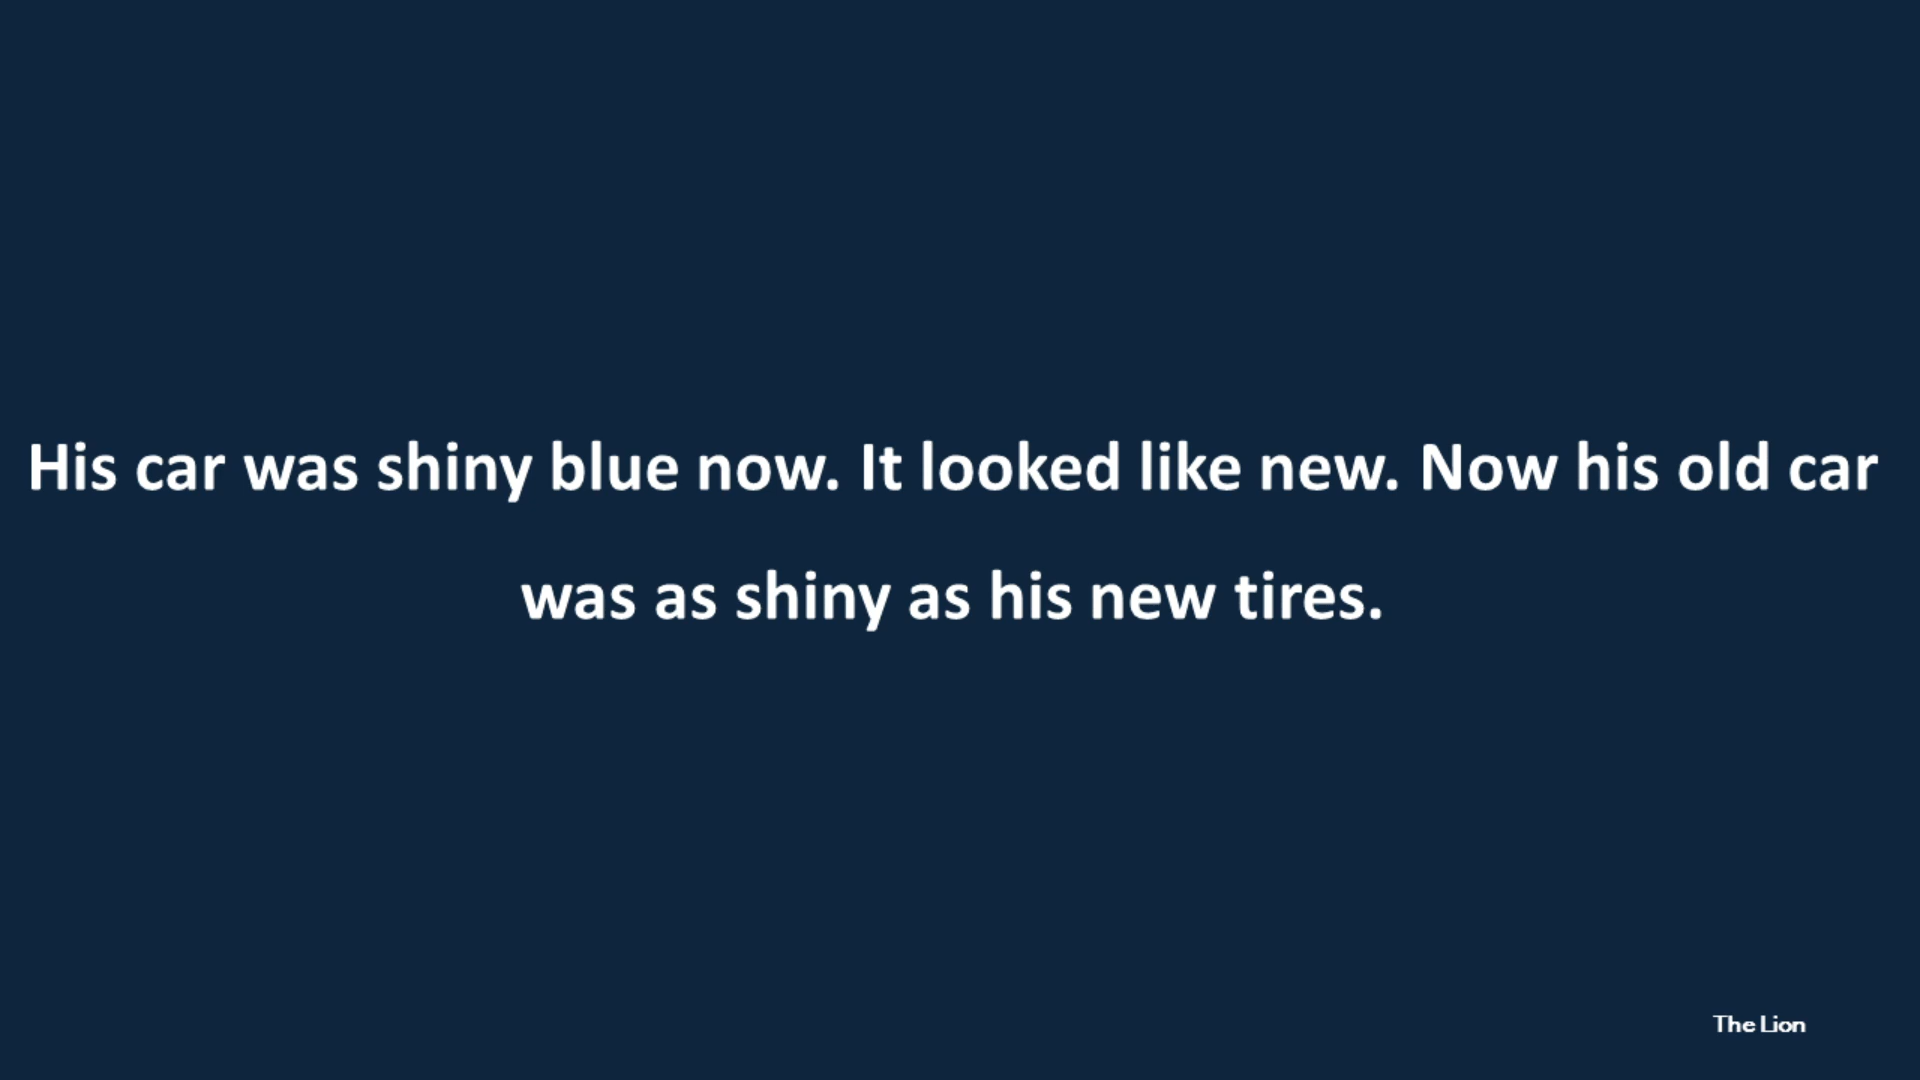 His car was shiny blue now. It looked like new. Now his old car
was as shiny as his new tires.
The Lion